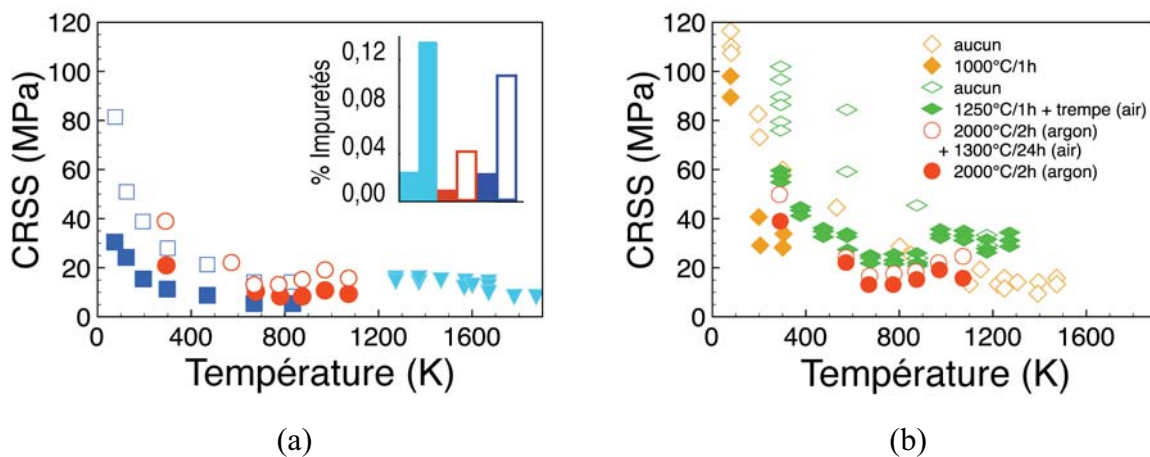 120
100
80
60
40
20
0
CRSS (MPa)
0 400 800 1200 1600
Température (K)
0,12
0,08
0,04
0,00
% Impuretés
(a)
120
100
80
60
40
20
0
CRSS (MPa)
0 400 800 1200 1600
Température (K)
aucun
1000°C/1h
aucun
1250°C/1h + trempe (air)
2000°C/2h (argon)
+ 1300°C/24h (air)
2000°C/2h (argon)
(b)